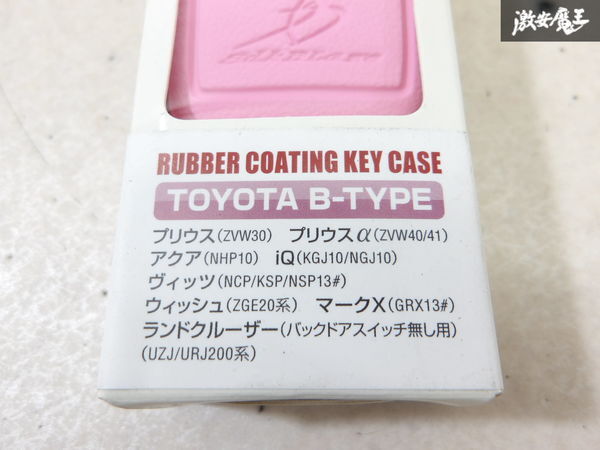 激安魔王
RUBBER COATING KEY CASE
TOYOTA B-TYPE
プリウス(ZVW30) プリウスα(ZVW40/41)
アクア(NHP10) iQ(KGJ10/NGJ10)
ヴィッツ(NCP/KSP/NSP13#)
ウィッシュ(ZGE20系) マークX(GRX13#)
ランドクルーザー(バックドアスイッチ無し用)
(UZJ/URJ200系)